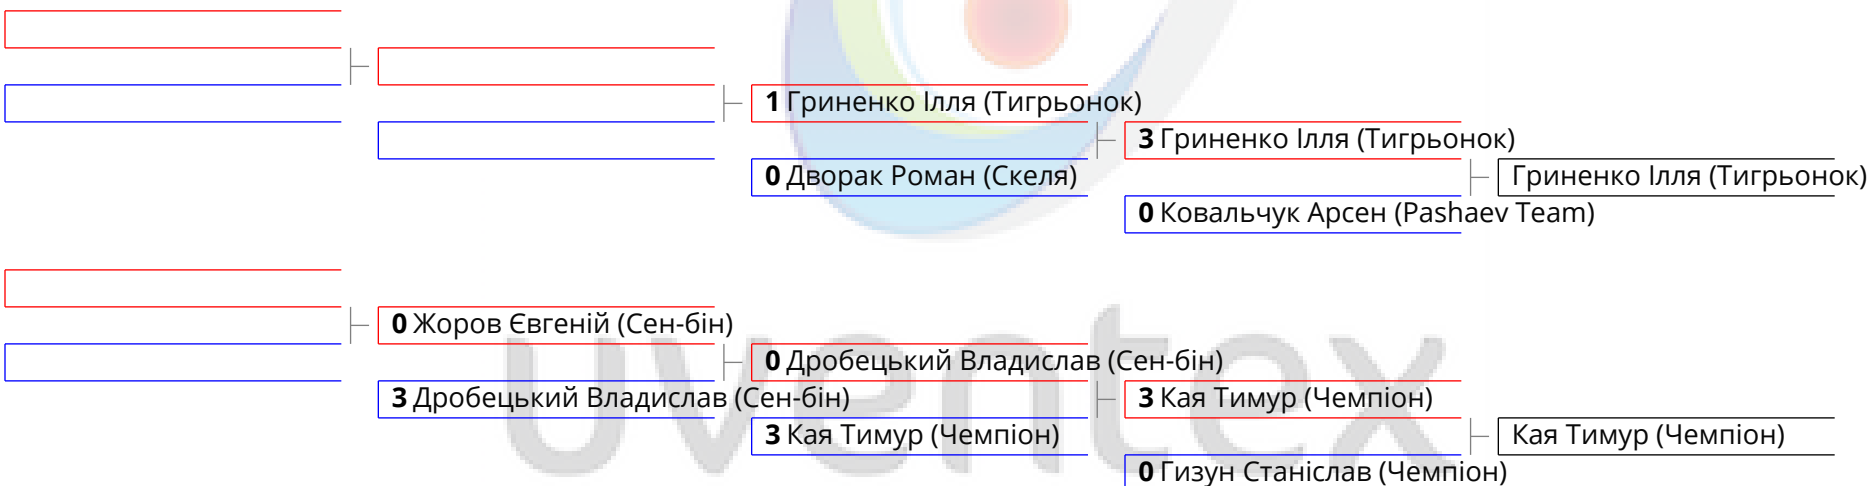 1 Гриненко Ілля (Тигрьонок)
3 Гриненко Ілля (Тигрьонок)
0 Дворак Роман (Скеля)
Гриненко Ілля (Тигрьонок)
0 Ковальчук Арсен (Pashaev Team)
0 Жоров Євгеній (Сен-бін)
0 Дробецький Владислав (Сен-бін)
3 Дробецький Владислав (Сен-бін)
3 Кая Тимур (Чемпіон)
3 Кая Тимур (Чемпіон)
Кая Тимур (Чемпіон)
0 Гизун Станіслав (Чемпіон)
uventex